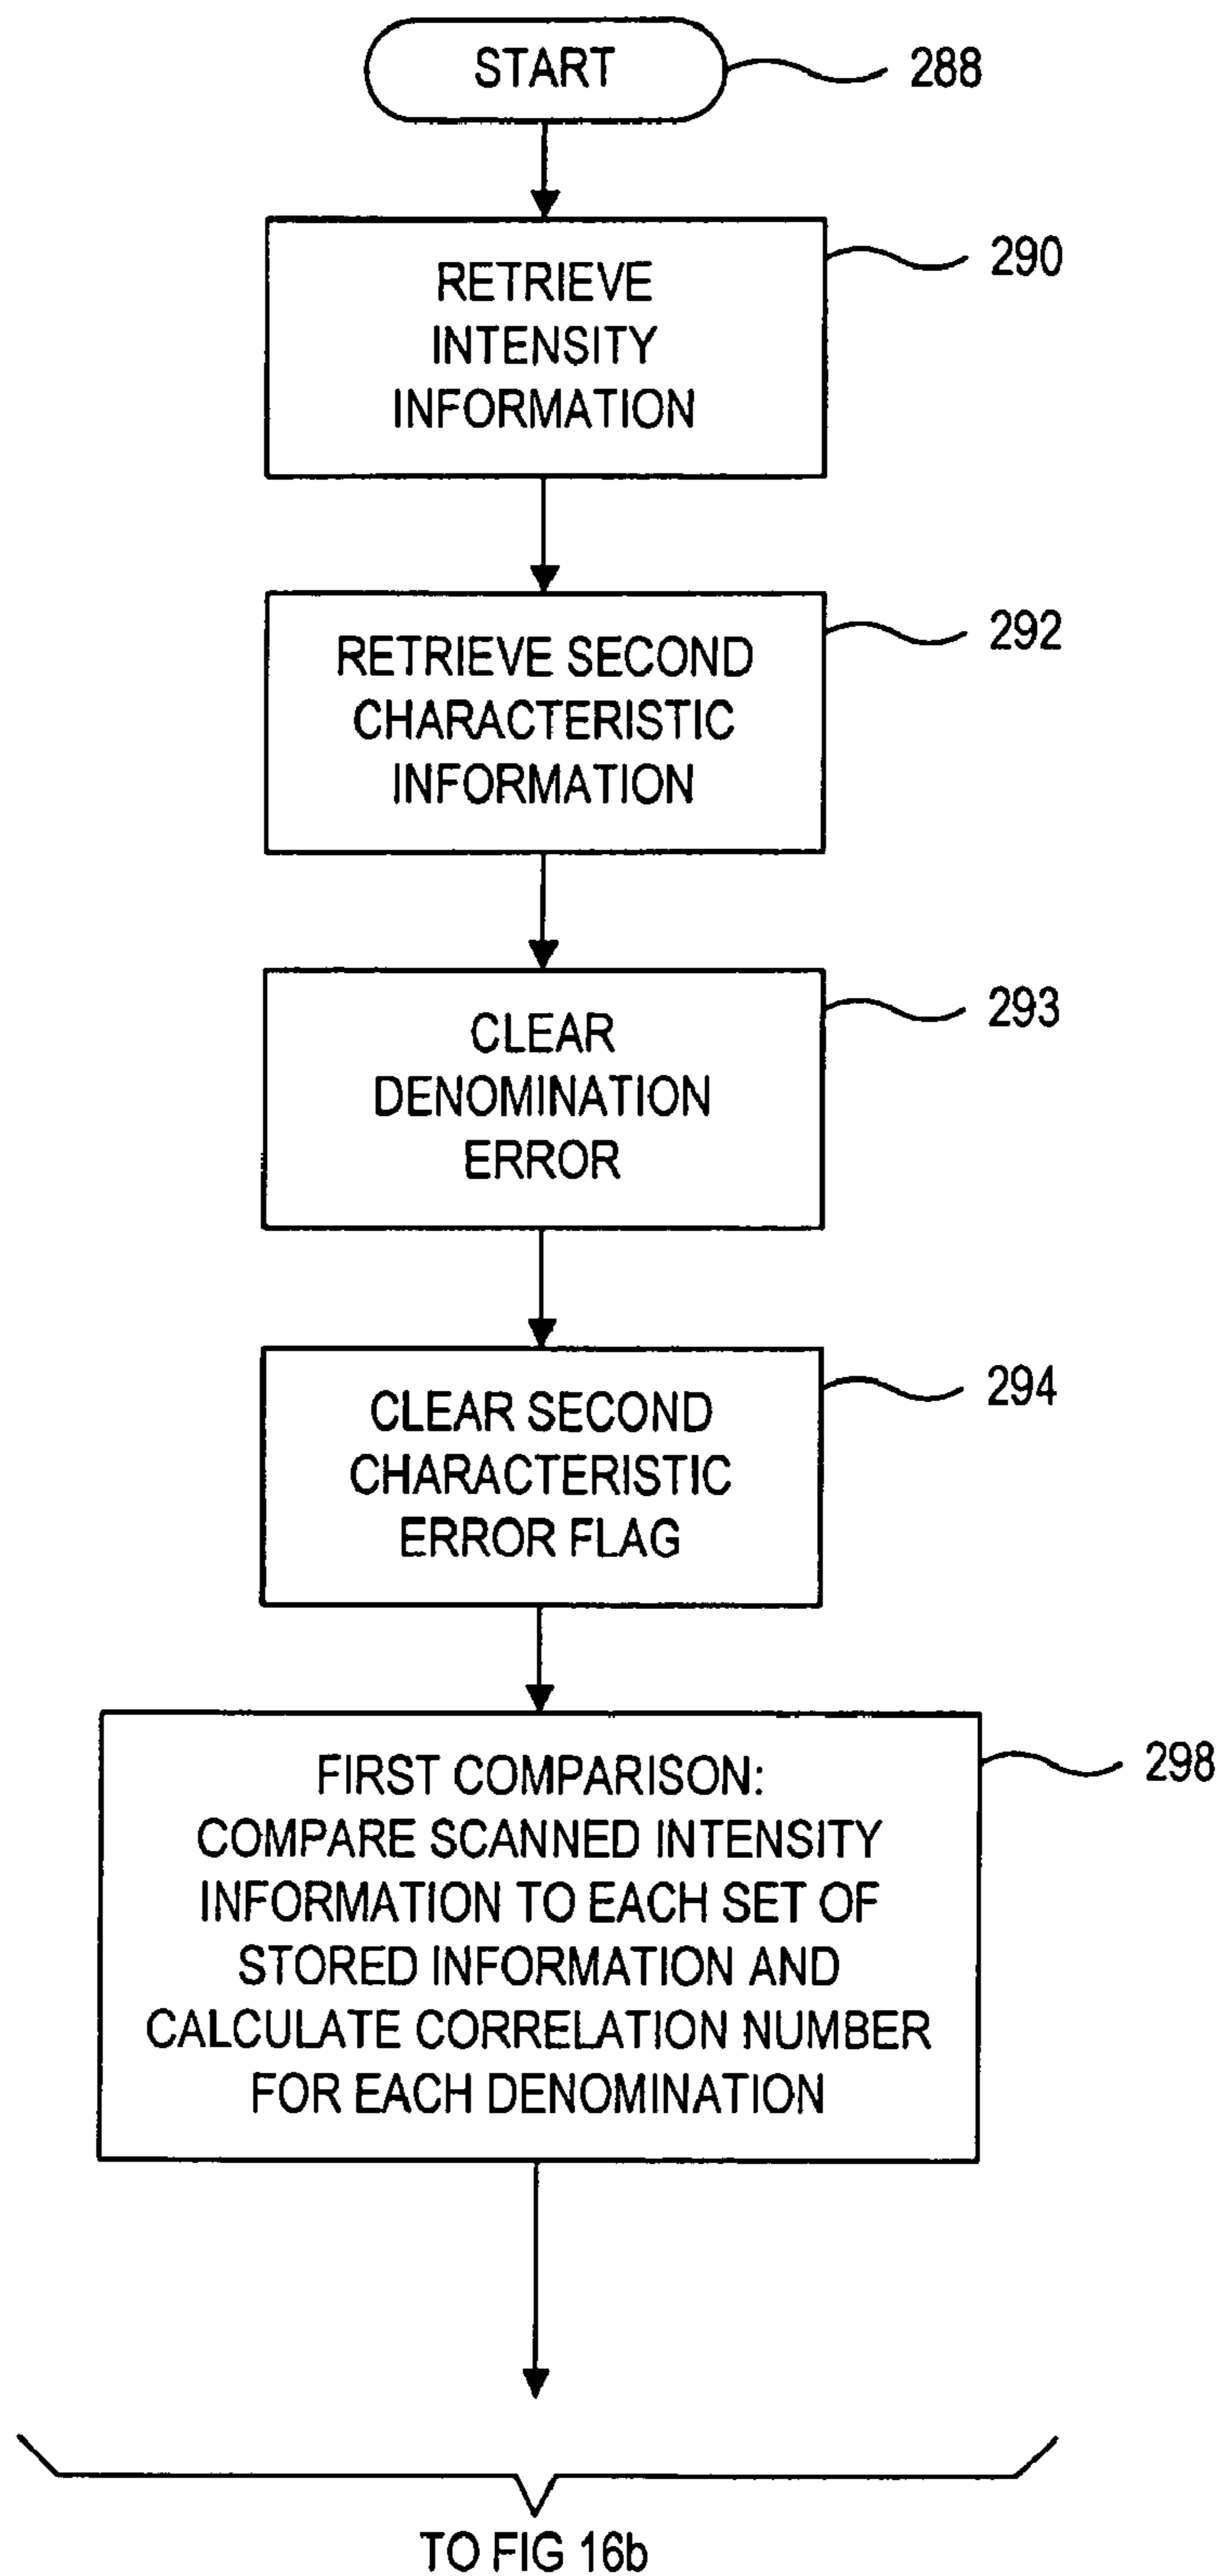 START
288
RETRIEVE
INTENSITY
INFORMATION
290
RETRIEVE SECOND
CHARACTERISTIC
INFORMATION
292
CLEAR
DENOMINATION
ERROR
293
CLEAR SECOND
CHARACTERISTIC
ERROR FLAG
294
FIRST COMPARISON:
COMPARE SCANNED INTENSITY
INFORMATION TO EACH SET OF
STORED INFORMATION AND
CALCULATE CORRELATION NUMBER
FOR EACH DENOMINATION
298
TO FIG 16b